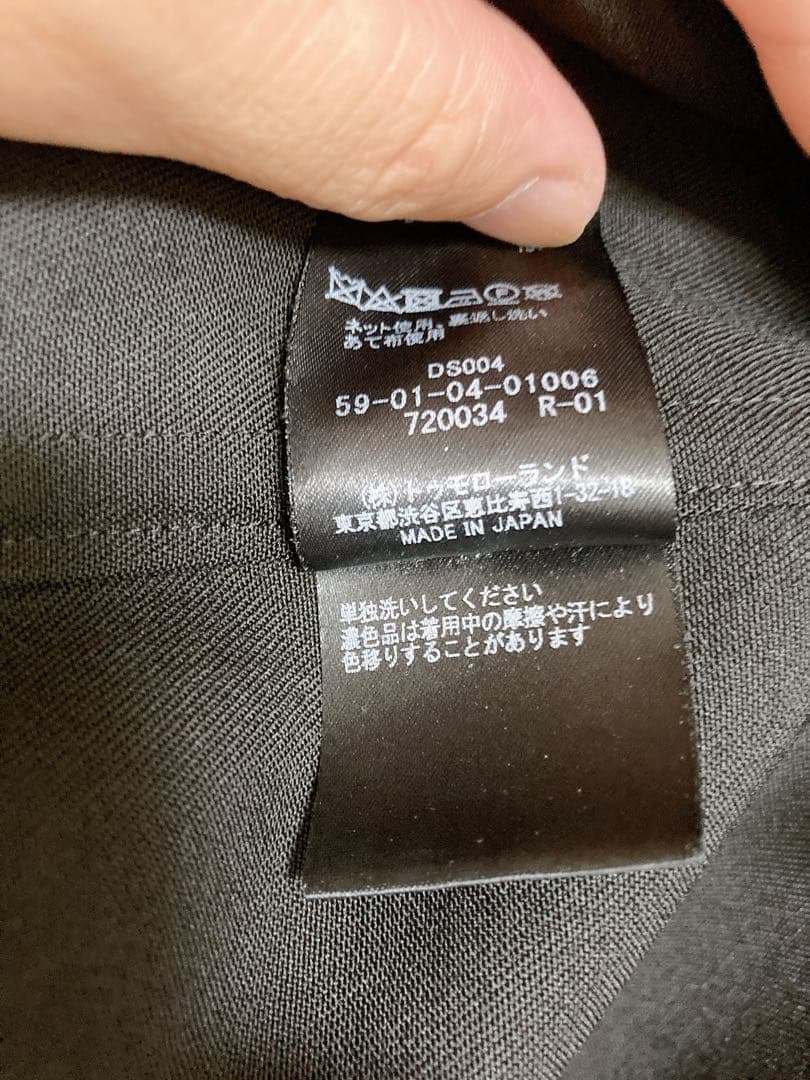 ネット使用、裏返し洗い
あて布使用
DS004
59-01-04-01006
720034 R-01
(株)トゥモローランド
東京都渋谷区恵比寿西1-32-18
MADE IN JAPAN
単独洗いしてください
濃色品は着用中の摩擦や汗により
色移りすることがあります